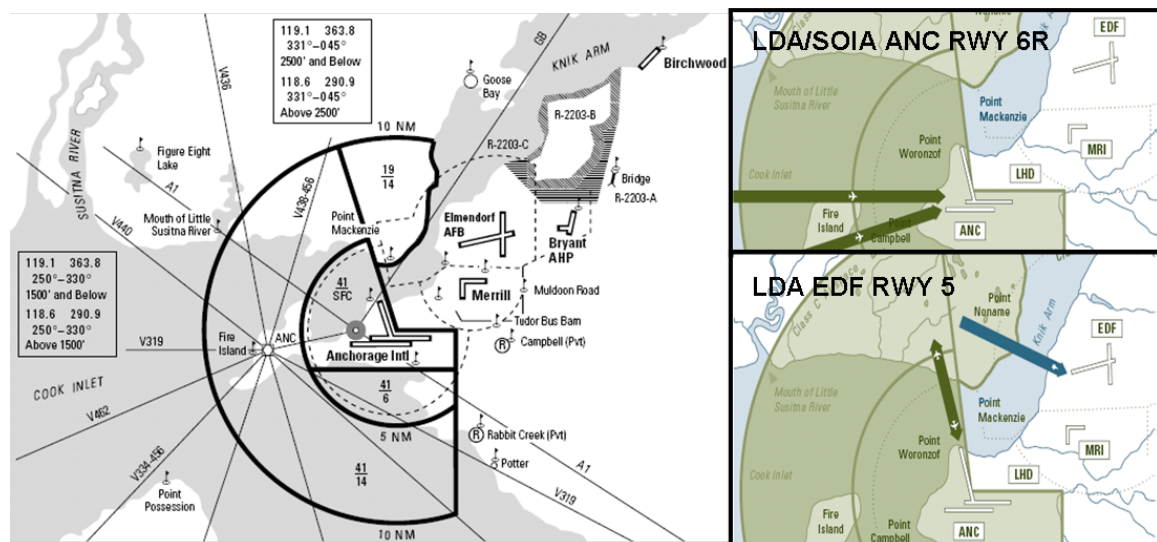 119.1 363.8
331°–045°
2500' and Below
118.6 290.9
331°–045°
Above 2500'
V436
GB
KNIK ARM
Birchwood
Goose
Bay
10 NM
R-2203-B
R-2203-C
Figure Eight
Lake
SUSITNA RIVER
A1
V438-456
19
14
Bridge
R-2203-A
Mouth of Little
Susitna River
Point
Mackenzie
Elmendorf
AFB
Bryant
AHP
V440
119.1 363.8
250°–330°
1500' and Below
118.6 290.9
250°–330°
Above 1500'
41
SFC
Merrill
Muldoon Road
Tudor Bus Barn
V319
Fire
Island
ANC
Anchorage Intl
R
Campbell (Pvt)
COOK INLET
41
6
V462
5 NM
R
Rabbit Creek (Pvt)
Potter
V334-456
41
14
A1
V319
Point
Possession
10 NM
LDA/SOIA ANC RWY 6R
EDF
Knik Arm
Mouth of Little
Susitna River
Point
Mackenzie
Point
Woronzof
MRI
Cook Inlet
LHD
Fire
Island
Point
Campbell
ANC
LDA EDF RWY 5
Class C
Point
Noname
Knik Arm
EDF
Mouth of Little
Susitna River
Point
Mackenzie
Point
Woronzof
MRI
Cook Inlet
LHD
Fire
Island
Point
Campbell
ANC